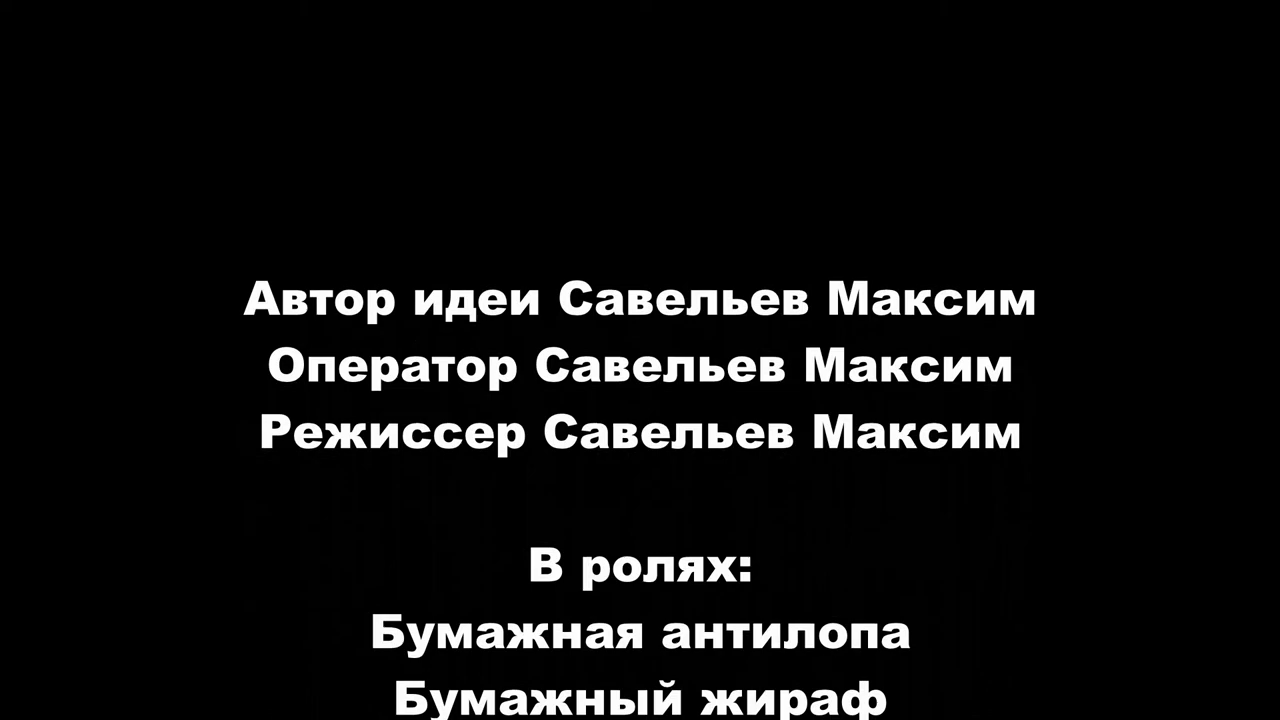 Автор идеи Савельев Максим
Оператор Савельев Максим
Режиссер Савельев Максим
В ролях:
Бумажная антилопа
Бумажный жираф